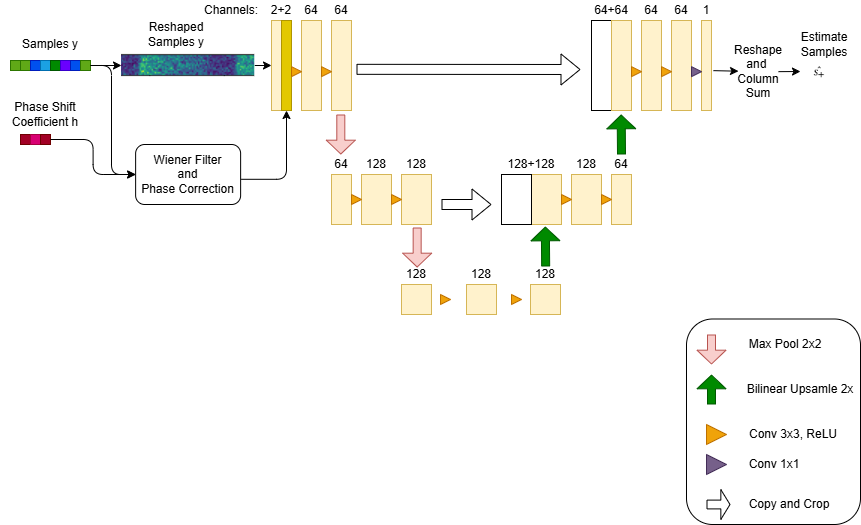 Channels:
2+2
64
64
64+64
64
64
1
Samples y
Reshaped
Samples y
Reshape
and
Column
Sum
Estimate
Samples
ŝ₊
Phase Shift
Coefficient h
Wiener Filter
and
Phase Correction
64
128
128
128+128
128
64
128
128
128
Max Pool 2x2
Bilinear Upsamle 2x
Conv 3x3, ReLU
Conv 1x1
Copy and Crop